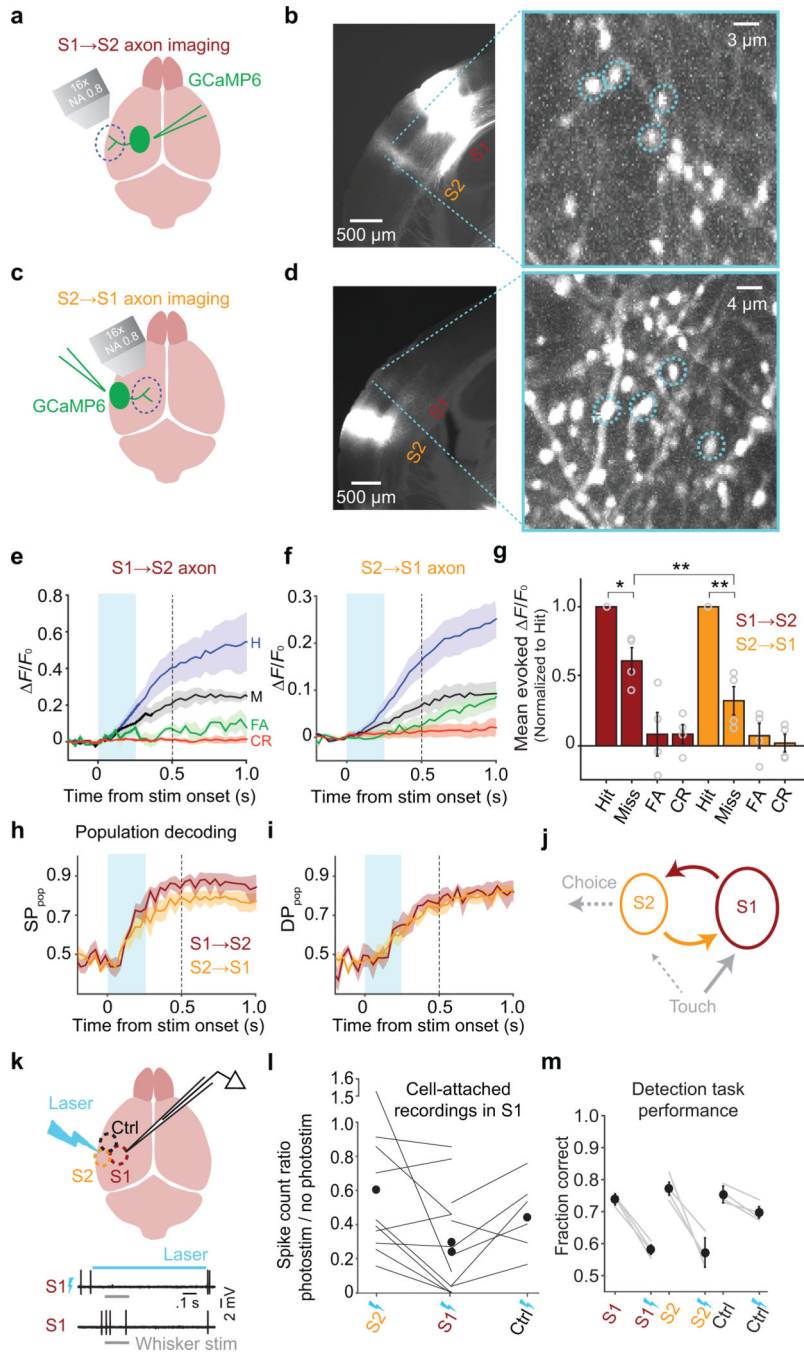 a
S1→S2 axon imaging
16x
NA 0.8
GCaMP6
b
S1
S2
500 µm
3 µm
c
S2→S1 axon imaging
16x
NA 0.8
GCaMP6
d
S1
S2
500 µm
4 µm
e
S1→S2 axon
ΔF/F0
0.8
0.6
0.4
0.2
0
H
M
FA
CR
0
0.5
1.0
Time from stim onset (s)
f
S2→S1 axon
ΔF/F0
0.3
0.2
0.1
0
0
0.5
1.0
Time from stim onset (s)
g
Mean evoked ΔF/F0
(Normalized to Hit)
1.0
0.5
0
*
**
**
S1→S2
S2→S1
Hit
Miss
FA
CR
Hit
Miss
FA
CR
h
Population decoding
SPpop
0.9
0.7
0.5
S1→S2
S2→S1
0
0.5
1.0
Time from stim onset (s)
i
DPpop
0.9
0.7
0.5
0
0.5
1.0
Time from stim onset (s)
j
Choice
S2
S1
Touch
k
Laser
Ctrl
S2
S1
Laser
S1
.1 s
2 mV
S1
Whisker stim
l
Cell-attached
recordings in S1
Spike count ratio
photostim / no photostim
1.6
1.5
1.0
0.8
0.6
0.4
0.2
0
S2
S1
Ctrl
m
Detection task
performance
Fraction correct
1.0
0.9
0.8
0.7
0.6
0.5
S1
S1
S2
S2
Ctrl
Ctrl